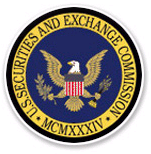 U.S. SECURITIES AND EXCHANGE COMMISSION
MCMXXXIV